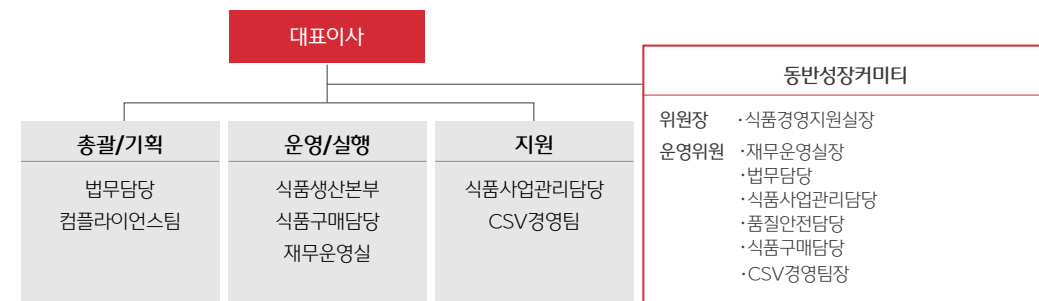 대표이사
총괄/기획
법무담당
컴플라이언스팀
운영/실행
식품생산본부
식품구매담당
재무운영실
지원
식품사업관리담당
CSV경영팀
동반성장커미티
위원장 ·식품경영지원실장
운영위원 ·재무운영실장
·법무담당
·식품사업관리담당
·품질안전담당
·식품구매담당
·CSV경영팀장